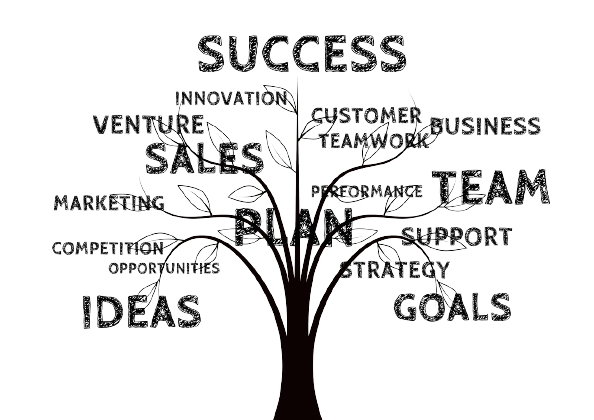 SUCCESS
INNOVATION
CUSTOMER
VENTURE
BUSINESS
TEAMWORK
SALES
PERFORMANCE
TEAM
MARKETING
PLAN
SUPPORT
COMPETITION
OPPORTUNITIES
STRATEGY
IDEAS
GOALS